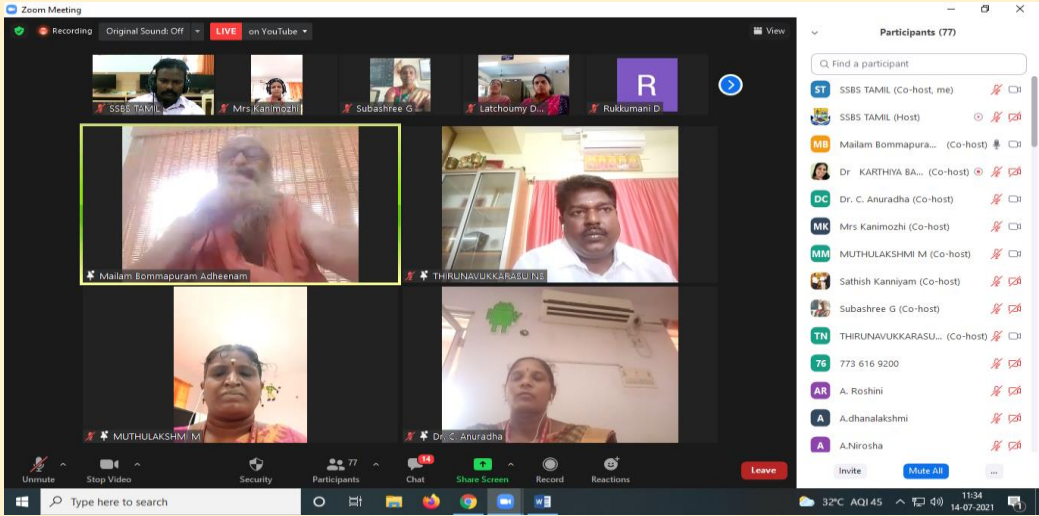 Zoom Meeting
Recording
Original Sound: Off
LIVE on YouTube
View
SSBS TAMIL
Mrs Kanimozhi
Subashree G
Latchoumy D...
R
Rukkumani D
Mailam Bommapuram Adheenam
THIRUNAVUKKARASU NS
MUTHULAKSHMI M
Dr. C. Anuradha
Participants (77)
Find a participant
ST SSBS TAMIL (Co-host, me)
SSBS TAMIL (Host)
MB Mailam Bommapura... (Co-host)
Dr KARTHIYA BA... (Co-host)
DC Dr. C. Anuradha (Co-host)
MK Mrs Kanimozhi (Co-host)
MM MUTHULAKSHMI M (Co-host)
Sathish Kanniyam (Co-host)
Subashree G (Co-host)
TN THIRUNAVUKKARASU... (Co-host)
76 773 616 9200
AR A. Roshini
A A.dhanalakshmi
A A.Nirosha
Invite
Mute All
...
Unmute
Stop Video
Security
77
Participants
14
Chat
Share Screen
Record
Reactions
Leave
Type here to search
32°C AQI 45
11:34
14-07-2021
1